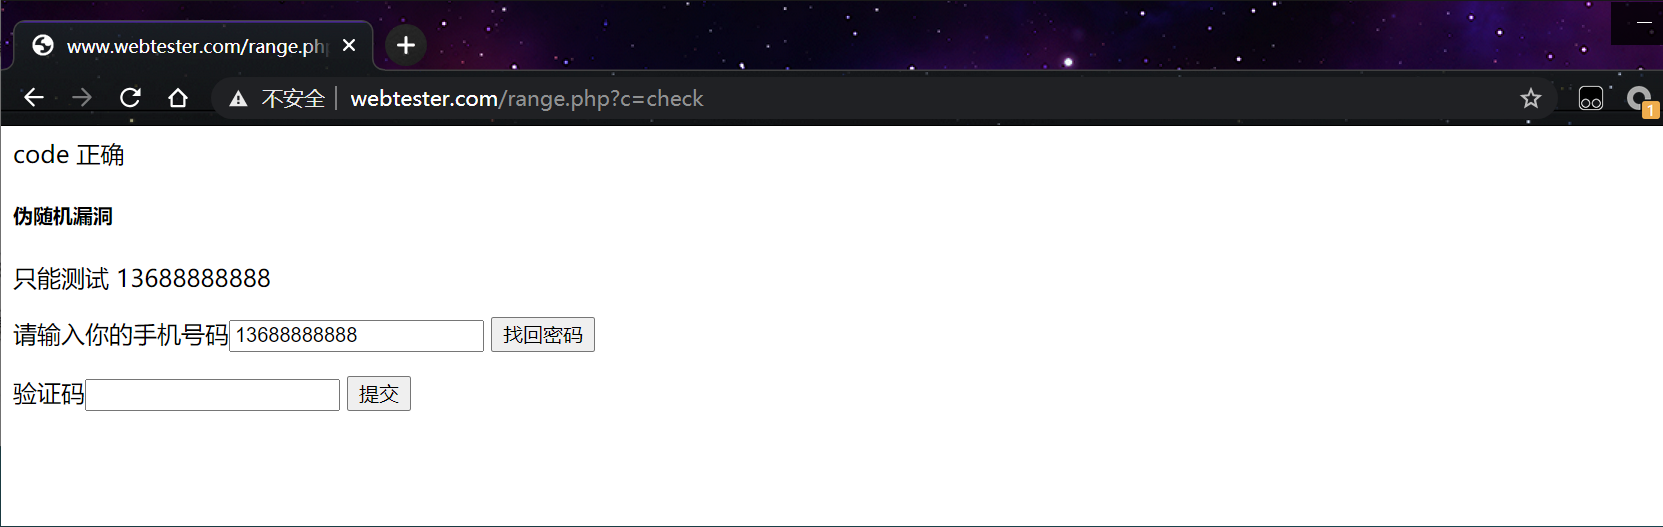 www.webtester.com/range.ph
不安全 webtester.com/range.php?c=check
1
code 正确
伪随机漏洞
只能测试 13688888888
请输入你的手机号码 13688888888 找回密码
验证码 提交